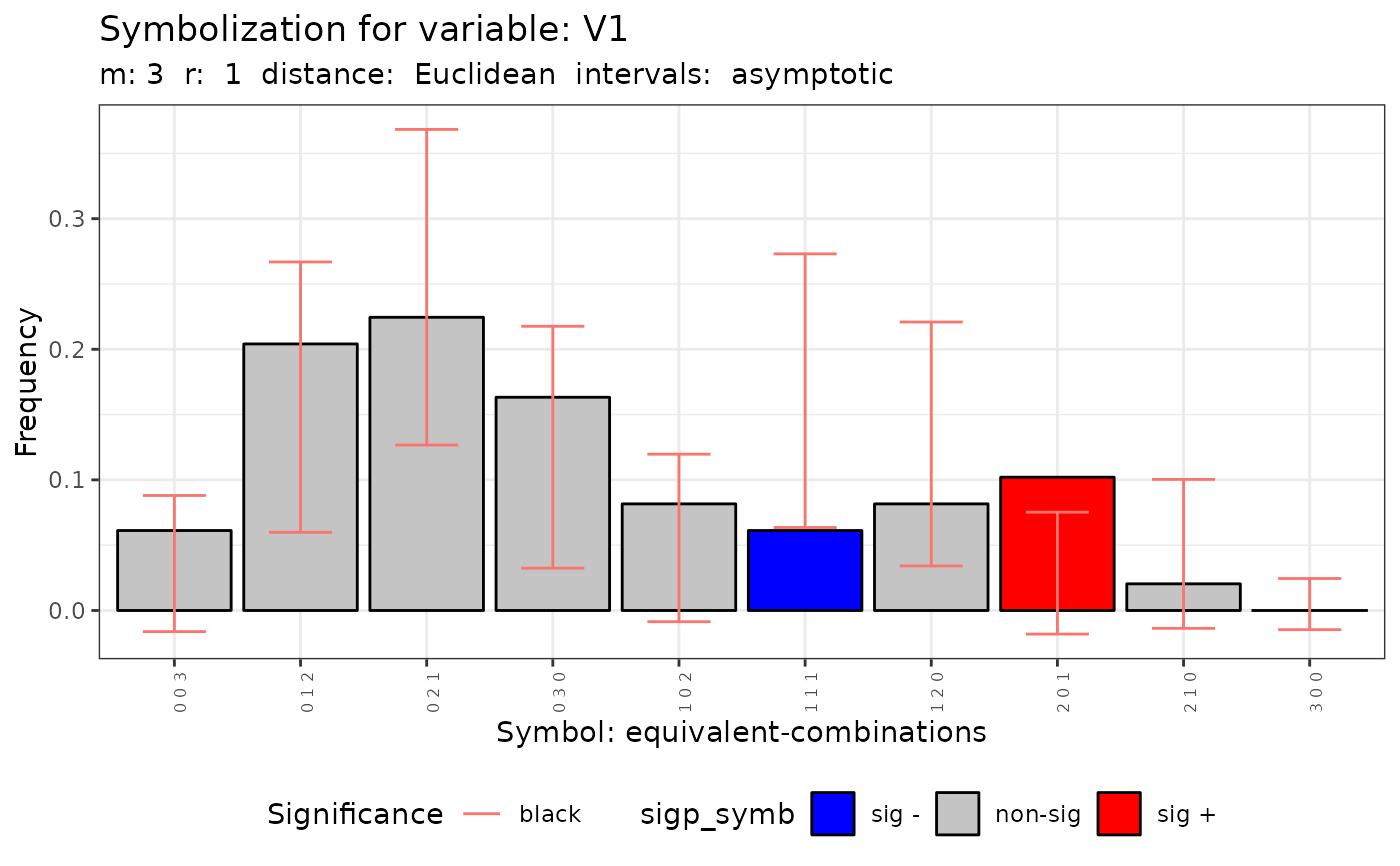 Symbolization for variable: V1
m: 3 r: 1 distance: Euclidean intervals: asymptotic
Frequency
0.3
0.2
0.1
0.0
0 0 3
0 1 2
0 2 1
0 3 0
1 0 2
1 1 1
1 2 0
2 0 1
2 1 0
3 0 0
Symbol: equivalent-combinations
Significance black sigp_symb sig - non-sig sig +